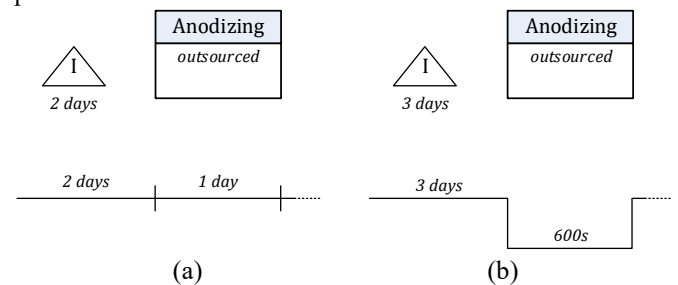 Anodizing
outsourced
I
2 days
2 days
1 day
(a)
Anodizing
outsourced
I
3 days
3 days
600s
(b)